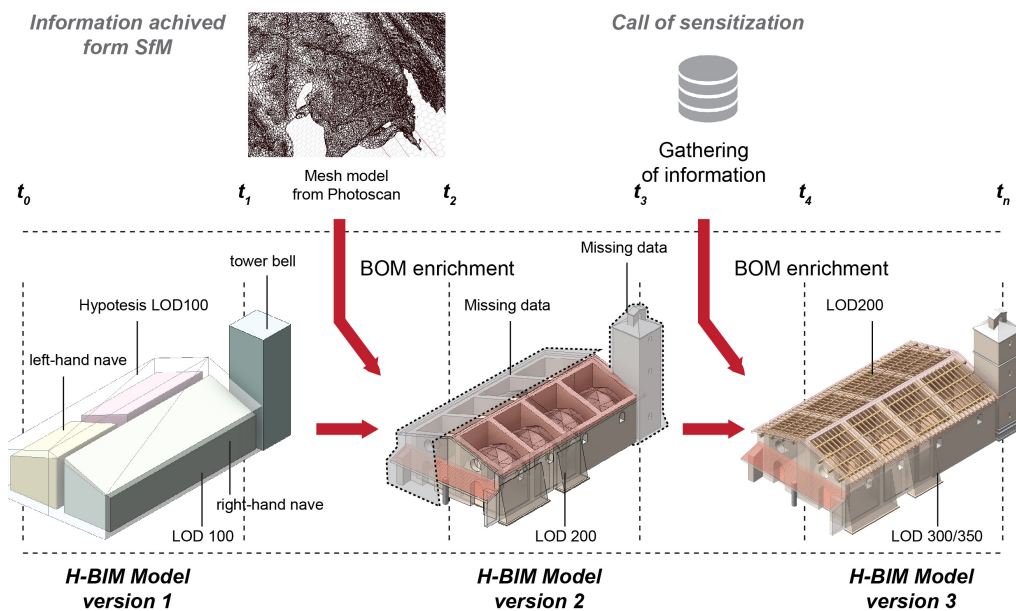 Information achived
form SfM
Call of sensitization
Mesh model
from Photoscan
Gathering
of information
t0
t1
t2
t3
t4
tn
tower bell
BOM enrichment
Missing data
BOM enrichment
Hypotesis LOD100
Missing data
LOD200
left-hand nave
right-hand nave
LOD 100
LOD 200
LOD 300/350
H-BIM Model
version 1
H-BIM Model
version 2
H-BIM Model
version 3